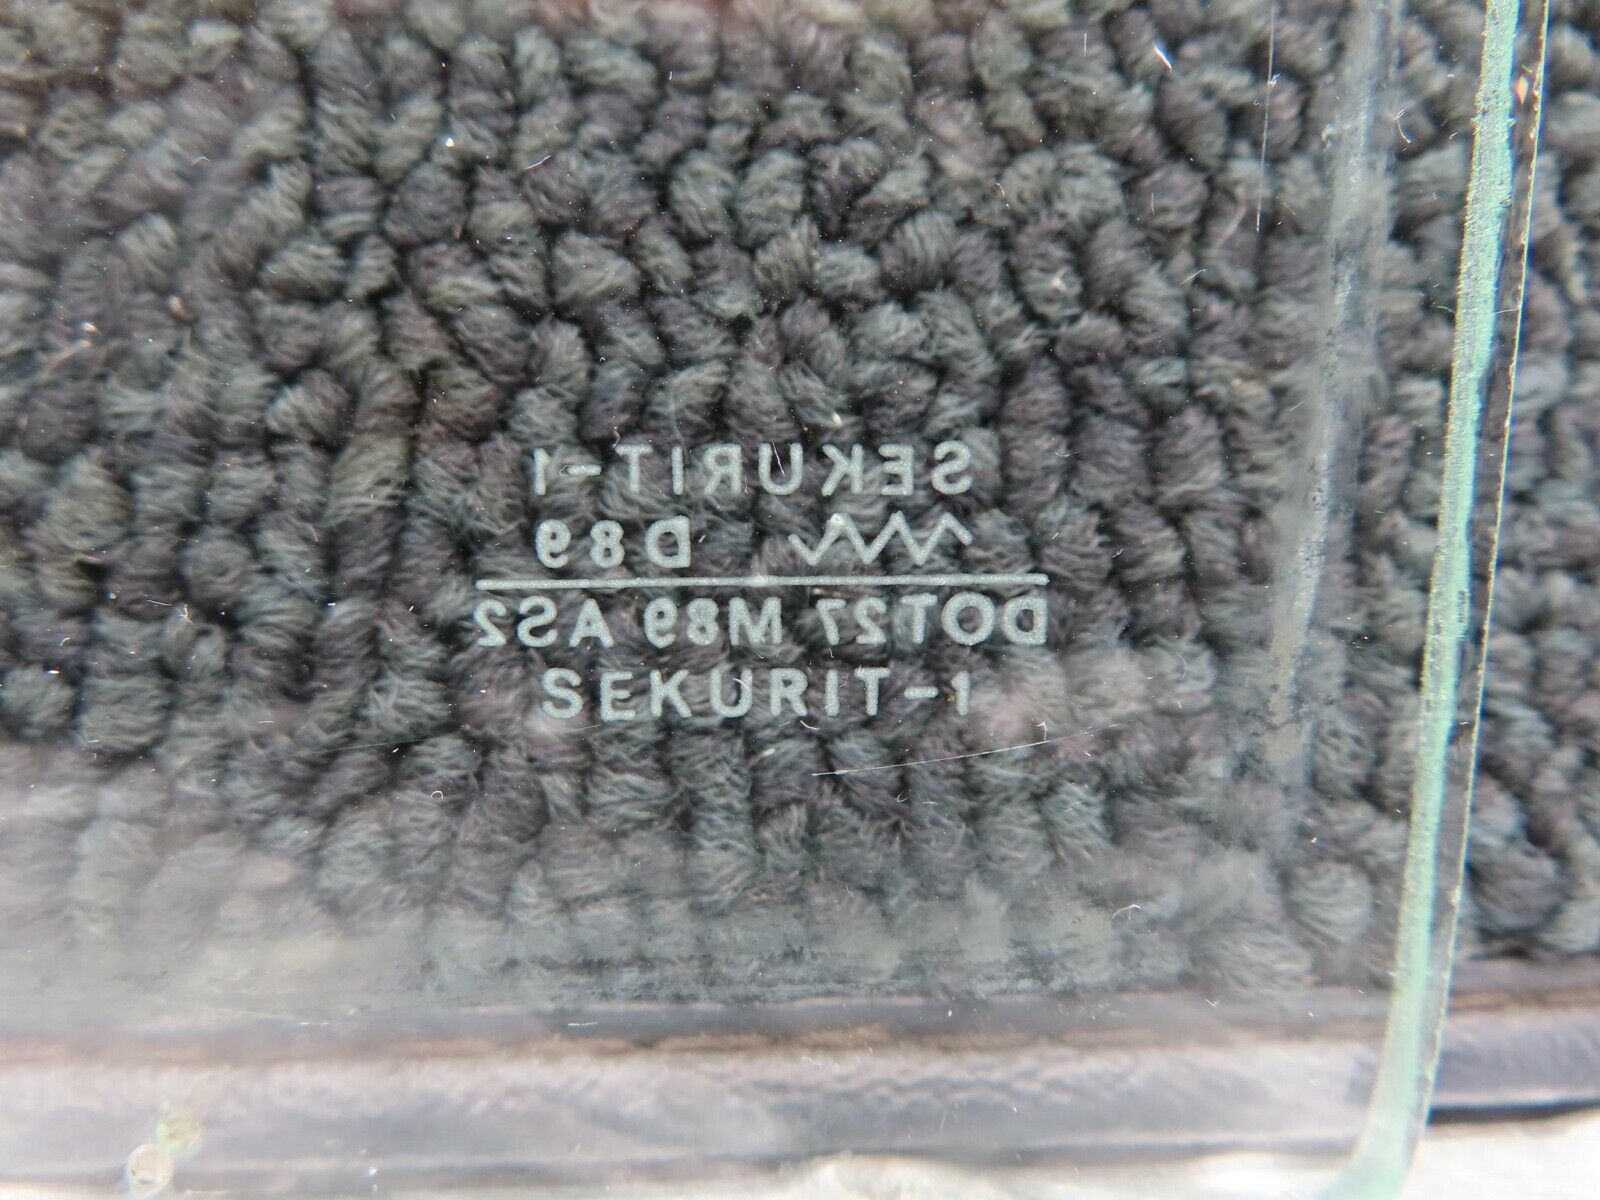 SEKURIT-1
D89
DOT27 M89 AS2
SEKURIT-1